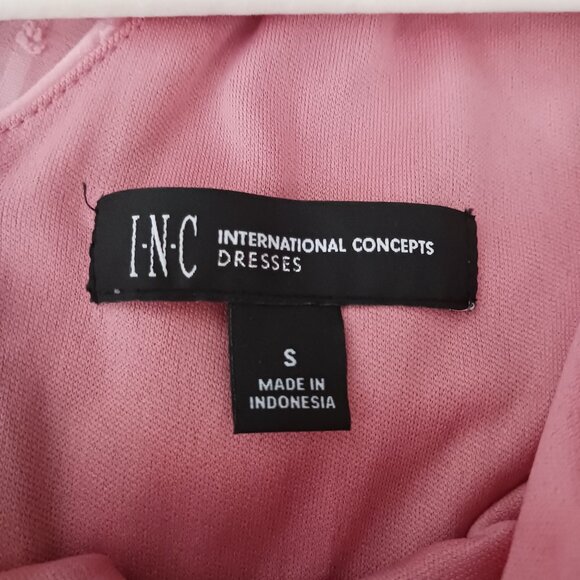 I·N·C INTERNATIONAL CONCEPTS
DRESSES
S
MADE IN
INDONESIA